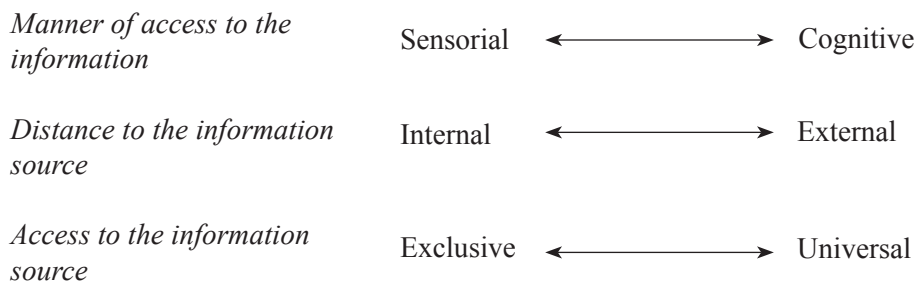 Manner of access to the
information
Sensorial Cognitive
Distance to the information
source
Internal External
Access to the information
source
Exclusive Universal